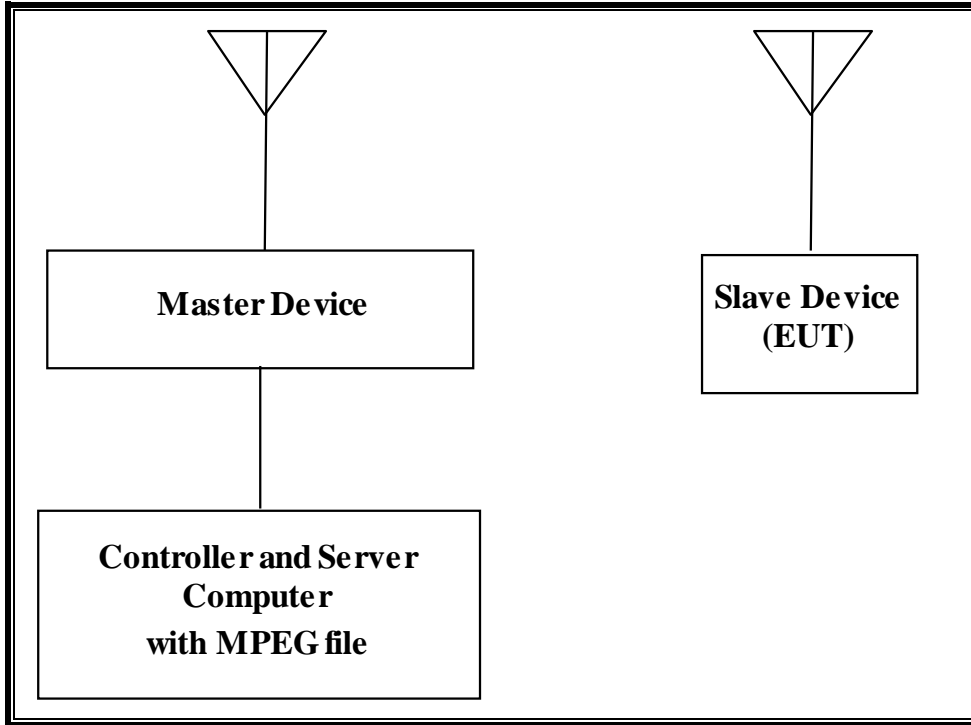 Master Device
Slave Device
(EUT)
Controller and Server
Computer
with MPEG file